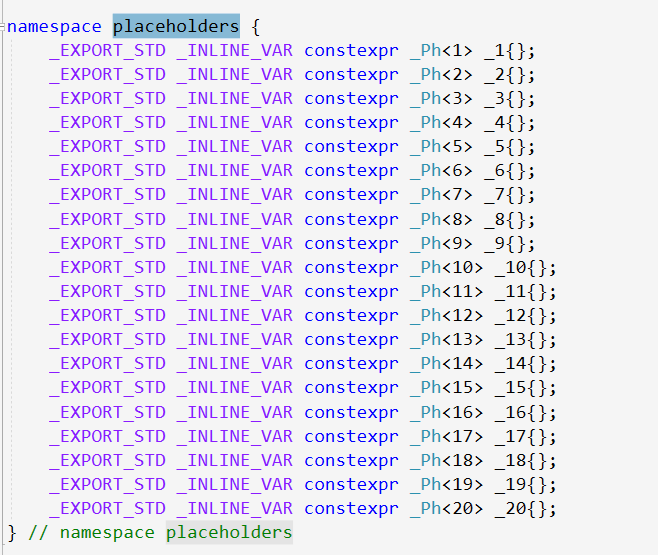 namespace placeholders {
    _EXPORT_STD _INLINE_VAR constexpr _Ph<1> _1{};
    _EXPORT_STD _INLINE_VAR constexpr _Ph<2> _2{};
    _EXPORT_STD _INLINE_VAR constexpr _Ph<3> _3{};
    _EXPORT_STD _INLINE_VAR constexpr _Ph<4> _4{};
    _EXPORT_STD _INLINE_VAR constexpr _Ph<5> _5{};
    _EXPORT_STD _INLINE_VAR constexpr _Ph<6> _6{};
    _EXPORT_STD _INLINE_VAR constexpr _Ph<7> _7{};
    _EXPORT_STD _INLINE_VAR constexpr _Ph<8> _8{};
    _EXPORT_STD _INLINE_VAR constexpr _Ph<9> _9{};
    _EXPORT_STD _INLINE_VAR constexpr _Ph<10> _10{};
    _EXPORT_STD _INLINE_VAR constexpr _Ph<11> _11{};
    _EXPORT_STD _INLINE_VAR constexpr _Ph<12> _12{};
    _EXPORT_STD _INLINE_VAR constexpr _Ph<13> _13{};
    _EXPORT_STD _INLINE_VAR constexpr _Ph<14> _14{};
    _EXPORT_STD _INLINE_VAR constexpr _Ph<15> _15{};
    _EXPORT_STD _INLINE_VAR constexpr _Ph<16> _16{};
    _EXPORT_STD _INLINE_VAR constexpr _Ph<17> _17{};
    _EXPORT_STD _INLINE_VAR constexpr _Ph<18> _18{};
    _EXPORT_STD _INLINE_VAR constexpr _Ph<19> _19{};
    _EXPORT_STD _INLINE_VAR constexpr _Ph<20> _20{};
} // namespace placeholders